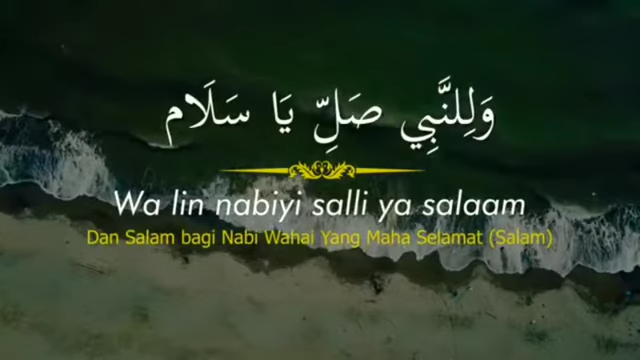 وَلِلنَّبِي صَلِّ يَا سَلَام
Wa lin nabiyi salli ya salaam
Dan Salam bagi Nabi Wahai Yang Maha Selamat (Salam)